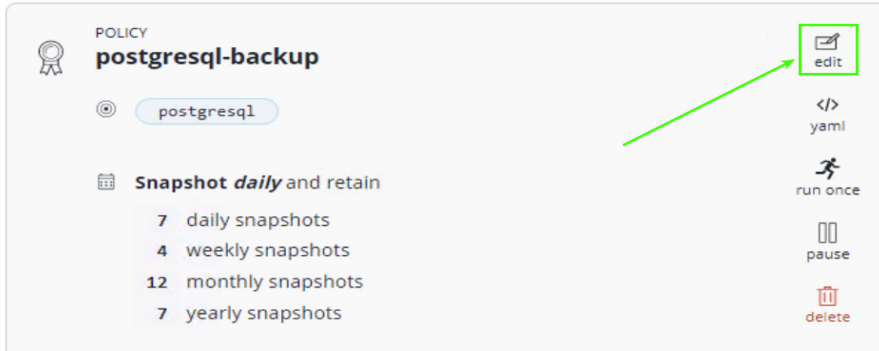 POLICY
postgresql-backup
postgresql
Snapshot daily and retain
7 daily snapshots
4 weekly snapshots
12 monthly snapshots
7 yearly snapshots
edit
</>
yaml
run once
pause
delete